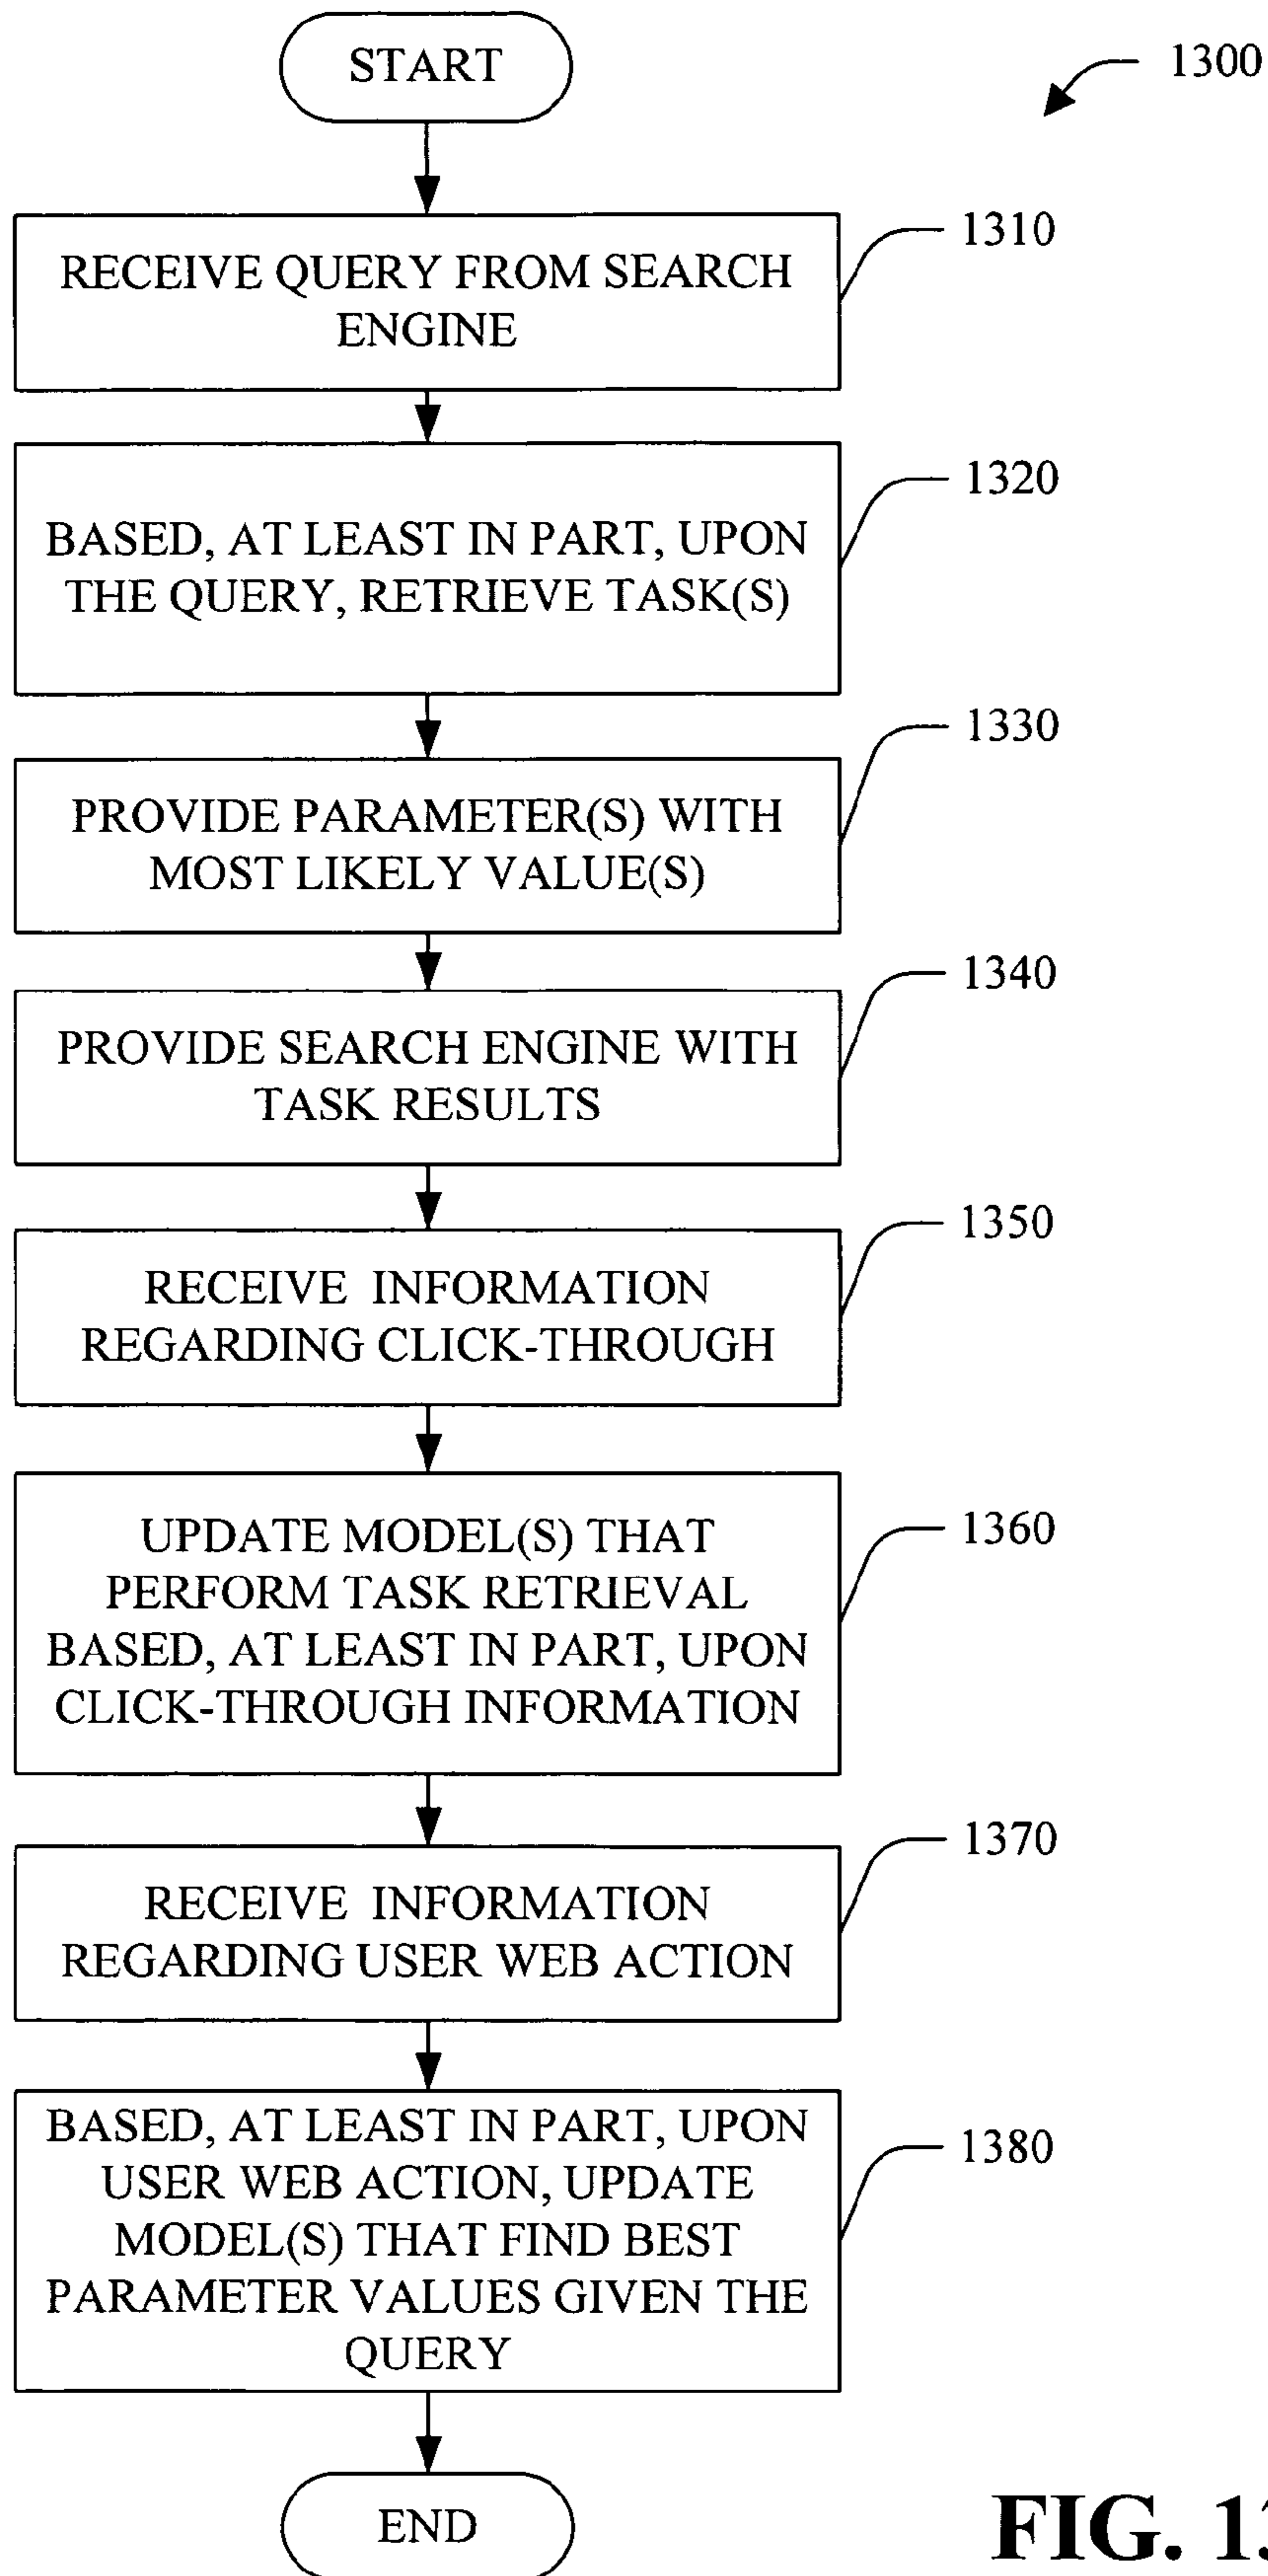 START
1300
RECEIVE QUERY FROM SEARCH
ENGINE
1310
BASED, AT LEAST IN PART, UPON
THE QUERY, RETRIEVE TASK(S)
1320
PROVIDE PARAMETER(S) WITH
MOST LIKELY VALUE(S)
1330
PROVIDE SEARCH ENGINE WITH
TASK RESULTS
1340
RECEIVE INFORMATION
REGARDING CLICK-THROUGH
1350
UPDATE MODEL(S) THAT
PERFORM TASK RETRIEVAL
BASED, AT LEAST IN PART, UPON
CLICK-THROUGH INFORMATION
1360
RECEIVE INFORMATION
REGARDING USER WEB ACTION
1370
BASED, AT LEAST IN PART, UPON
USER WEB ACTION, UPDATE
MODEL(S) THAT FIND BEST
PARAMETER VALUES GIVEN THE
QUERY
1380
END
FIG. 13